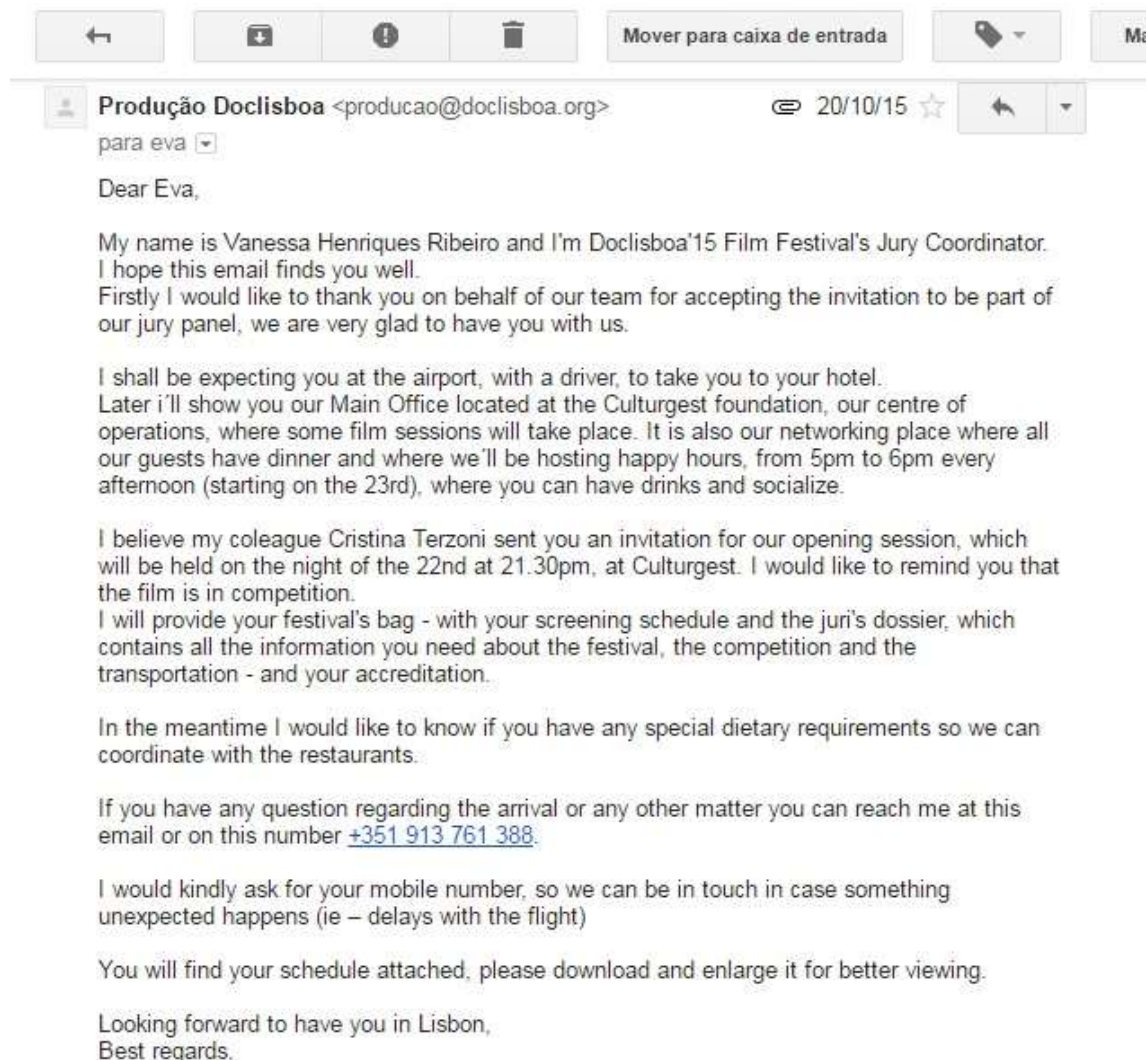 Mover para caixa de entrada
Ma
Produção Doclisboa <producao@doclisboa.org>
20/10/15
para eva
Dear Eva,
My name is Vanessa Henriques Ribeiro and I'm Doclisboa'15 Film Festival's Jury Coordinator.
I hope this email finds you well.
Firstly I would like to thank you on behalf of our team for accepting the invitation to be part of
our jury panel, we are very glad to have you with us.
I shall be expecting you at the airport, with a driver, to take you to your hotel.
Later i´ll show you our Main Office located at the Culturgest foundation, our centre of
operations, where some film sessions will take place. It is also our networking place where all
our guests have dinner and where we´ll be hosting happy hours, from 5pm to 6pm every
afternoon (starting on the 23rd), where you can have drinks and socialize.
I believe my coleague Cristina Terzoni sent you an invitation for our opening session, which
will be held on the night of the 22nd at 21.30pm, at Culturgest. I would like to remind you that
the film is in competition.
I will provide your festival's bag - with your screening schedule and the juri's dossier, which
contains all the information you need about the festival, the competition and the
transportation - and your accreditation.
In the meantime I would like to know if you have any special dietary requirements so we can
coordinate with the restaurants.
If you have any question regarding the arrival or any other matter you can reach me at this
email or on this number +351 913 761 388.
I would kindly ask for your mobile number, so we can be in touch in case something
unexpected happens (ie – delays with the flight)
You will find your schedule attached, please download and enlarge it for better viewing.
Looking forward to have you in Lisbon,
Best regards,